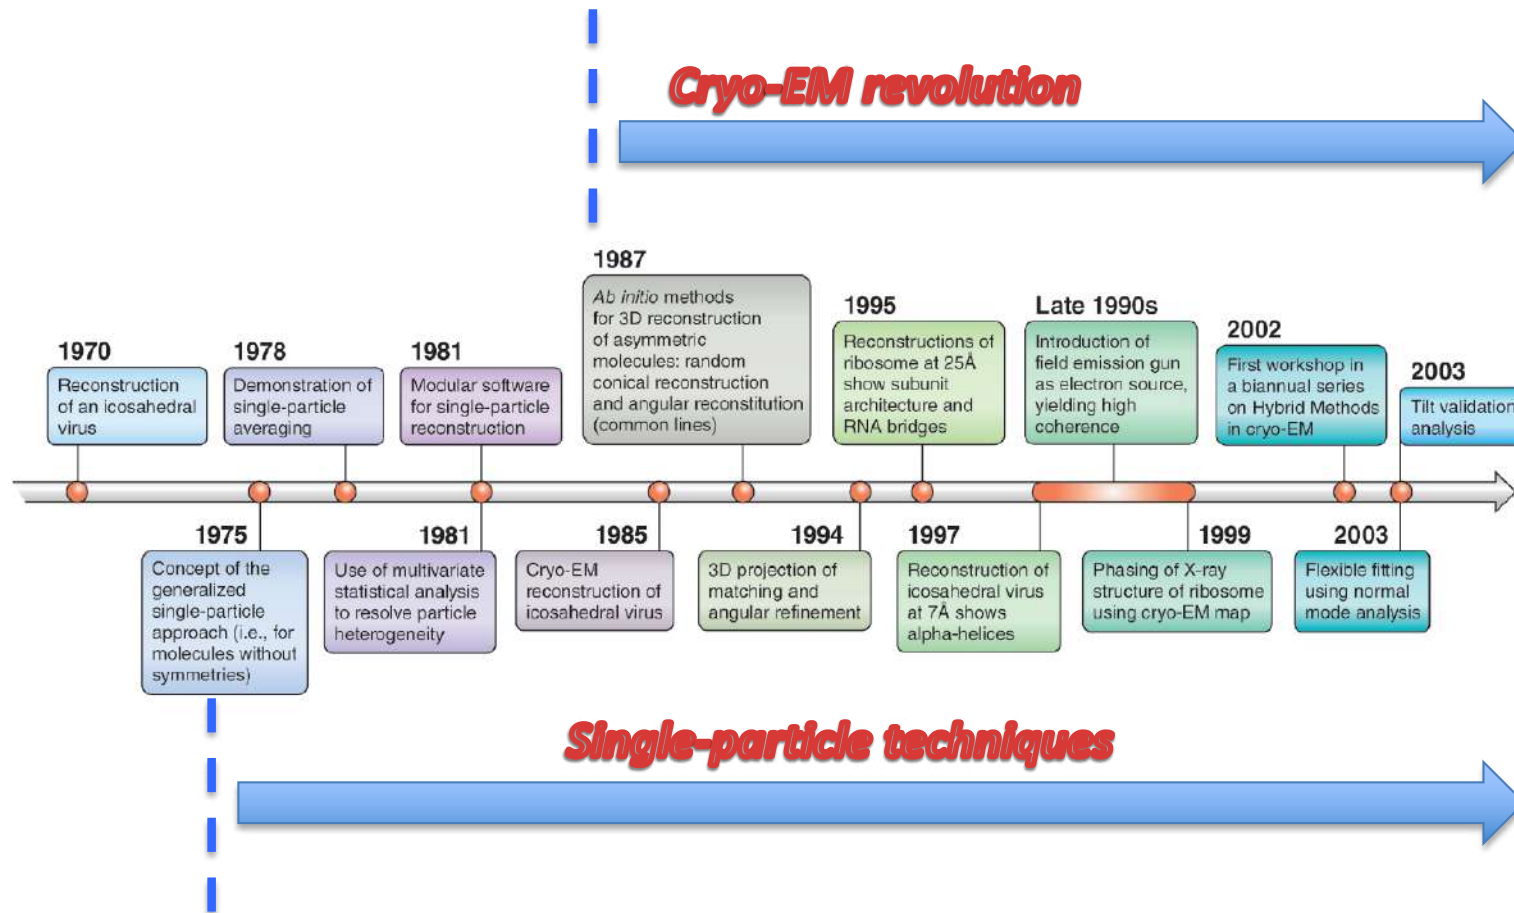 Cryo-EM revolution
1987
Ab initio methods
for 3D reconstruction
of asymmetric
molecules: random
conical reconstruction
and angular reconstitution
(common lines)
1970
Reconstruction
of an icosahedral
virus
1978
Demonstration of
single-particle
averaging
1981
Modular software
for single-particle
reconstruction
1995
Reconstructions of
ribosome at 25Å
show subunit
architecture and
RNA bridges
Late 1990s
Introduction of
field emission gun
as electron source,
yielding high
coherence
2002
First workshop in
a biannual series
on Hybrid Methods
in cryo-EM
2003
Tilt validation
analysis
1975
Concept of the
generalized
single-particle
approach (i.e., for
molecules without
symmetries)
1981
Use of multivariate
statistical analysis
to resolve particle
heterogeneity
1985
Cryo-EM
reconstruction of
icosahedral virus
1994
3D projection of
matching and
angular refinement
1997
Reconstruction of
icosahedral virus
at 7Å shows
alpha-helices
1999
Phasing of X-ray
structure of ribosome
using cryo-EM map
2003
Flexible fitting
using normal
mode analysis
Single-particle techniques